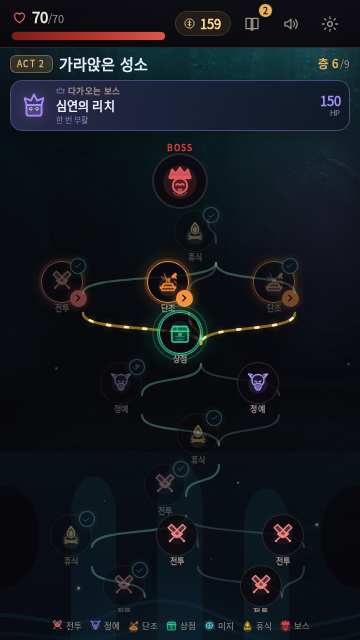 70/70
159
2
ACT 2 가라앉은 성소
층 6/9
다가오는 보스
심연의 리치
한 번 부활
150
HP
BOSS
휴식
전투 단조 단조
상점
정예 정예
휴식
전투
휴식 전투 전투
전투 전투
전투 정예 단조 상점 미지 휴식 보스